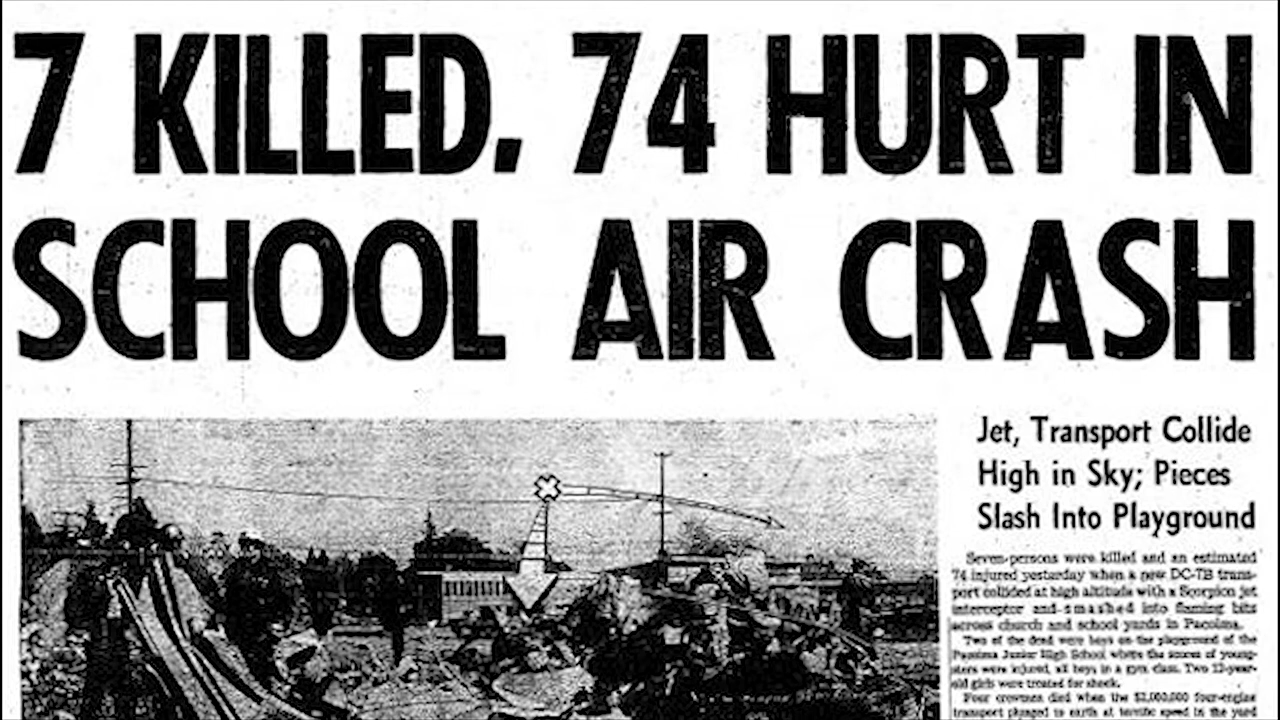 7 KILLED, 74 HURT IN
SCHOOL AIR CRASH
Jet, Transport Collide
High in Sky; Pieces
Slash Into Playground
Seven persons were killed and an estimated
74 injured yesterday when a new DC-7B trans-
port collided at high altitude with a Scorpion jet
interceptor and smashed into flaming bits
across church and school yards in Pacoima.
Two of the dead were boys on the playground of the
Pacoima Junior High School where the scores of young-
sters were injured, all boys in a gym class. Two 12-year-
old girls were treated for shock.
Four crewmen died when the $2,000,000 four-engine
transport plunged to earth at terrific speed in the yard